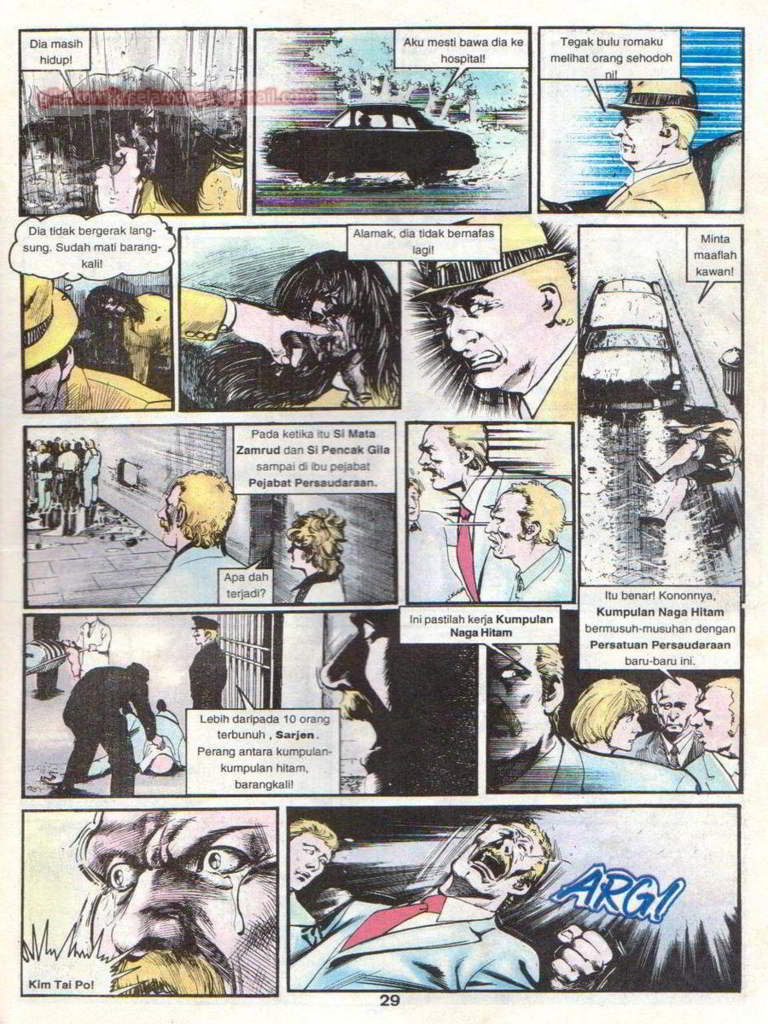 Dia masih
hidup!
Aku mesti bawa dia ke
hospital!
Tegak bulu romaku
melihat orang sehodoh
ni!
Dia tidak bergerak lang-
sung. Sudah mati barang-
kali!
Alamak, dia tidak bernafas
lagi!
Minta
maaflah
kawan!
Pada ketika itu Si Mata
Zamrud dan Si Pencak Gila
sampai di ibu pejabat
Pejabat Persaudaraan.
Apa dah
terjadi?
Lebih daripada 10 orang
terbunuh , Sarjen .
Perang antara kumpulan-
kumpulan hitam,
barangkali!
Ini pastilah kerja Kumpulan
Naga Hitam
Itu benar! Kononnya,
Kumpulan Naga Hitam
bermusuh-musuhan dengan
Persatuan Persaudaraan
baru-baru ini.
Kim Tai Po!
ARG!
29